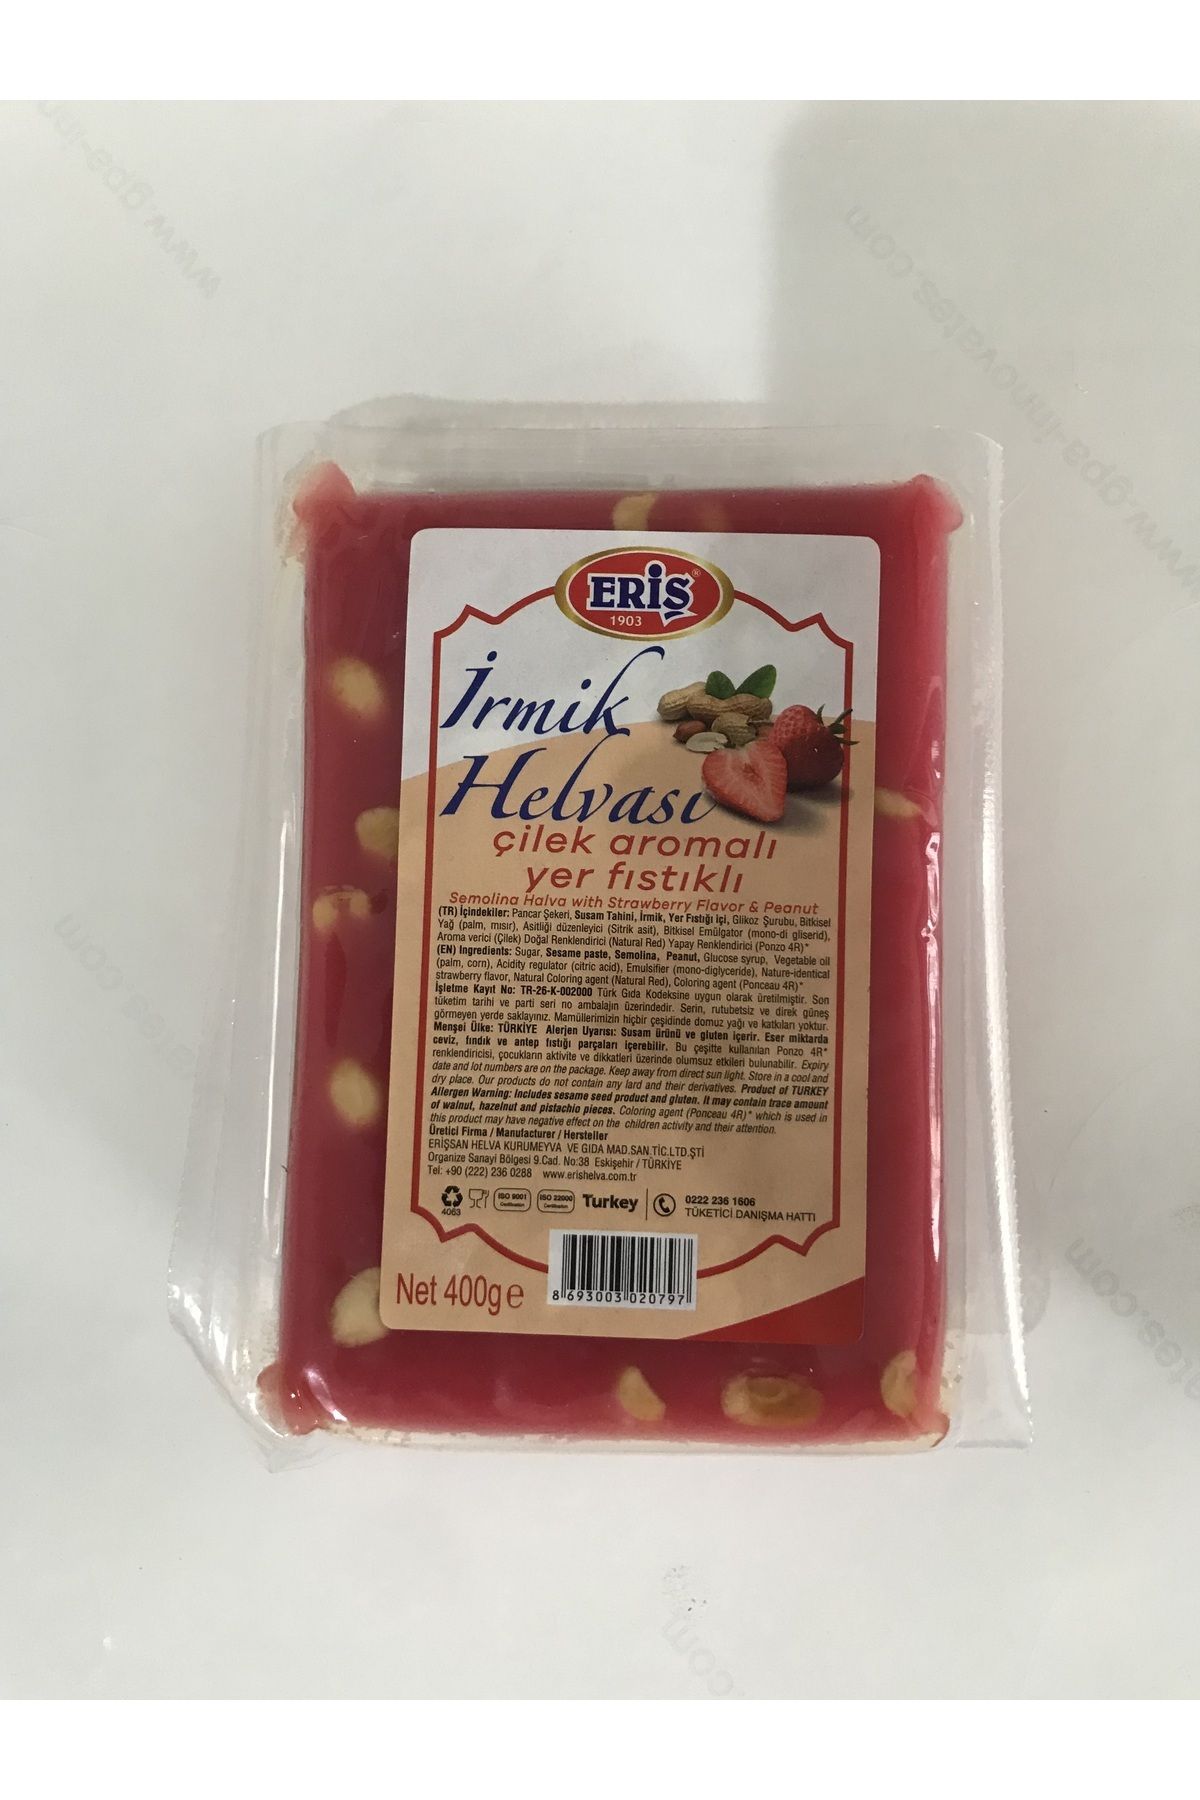 ERİŞ®
1903
İrmik
Helvası
çilek aromalı
yer fıstıklı
Semolina Halva with Strawberry Flavor & Peanut
(TR) İçindekiler: Pancar Şekeri, Susam Tahini, İrmik, Yer Fıstığı içi, Glikoz Şurubu, Bitkisel
Yağ (palm, mısır), Asitliği düzenleyici (Sitrik asit), Bitkisel Emülgatör (mono-di gliserid),
Aroma verici (Çilek) Doğal Renklendirici (Natural Red) Yapay Renklendirici (Ponzo 4R)*
(EN) Ingredients: Sugar, Sesame paste, Semolina, Peanut, Glucose syrup, Vegetable oil
(palm, corn), Acidity regulator (citric acid), Emulsifier (mono-diglyceride), Nature-identical
strawberry flavor, Natural Coloring agent (Natural Red), Coloring agent (Ponceau 4R)*
İşletme Kayıt No: TR-26-K-002000 Türk Gıda Kodeksine uygun olarak üretilmiştir. Son
tüketim tarihi ve parti seri no ambalajın üzerindedir. Serin, rutubetsiz ve direk güneş
görmeyen yerde saklayınız. Mamüllerimizin hiçbir çeşidinde domuz yağı ve katkıları yoktur.
Menşei Ülke: TÜRKİYE Alerjen Uyarısı: Susam ürünü ve gluten içerir. Eser miktarda
ceviz, fındık ve antep fıstığı parçaları içerebilir. Bu çeşitte kullanılan Ponzo 4R*
renklendiricisi, çocukların aktivite ve dikkatleri üzerinde olumsuz etkileri bulunabilir. Expiry
date and lot numbers are on the package. Keep away from direct sun light. Store in a cool and
dry place. Our products do not contain any lard and their derivatives. Product of TURKEY
Allergen Warning: Includes sesame seed product and gluten. It may contain trace amount
of walnut, hazelnut and pistachio pieces. Coloring agent (Ponceau 4R)* which is used in
this product may have negative effect on the children activity and their attention.
Üretici Firma / Manufacturer / Hersteller
ERİŞSAN HELVA KURUMEYVA VE GIDA MAD.SAN.TİC.LTD.ŞTİ
Organize Sanayi Bölgesi 9.Cad. No:38 Eskişehir / TÜRKİYE
Tel: +90 (222) 236 0288 www.erishelva.com.tr
4063
ISO 9001
Certification
ISO 22000
Certification
Turkey
0222 236 1606
TÜKETİCİ DANIŞMA HATTI
Net 400g e
8 693003 020797
www.gpa-innovates.com